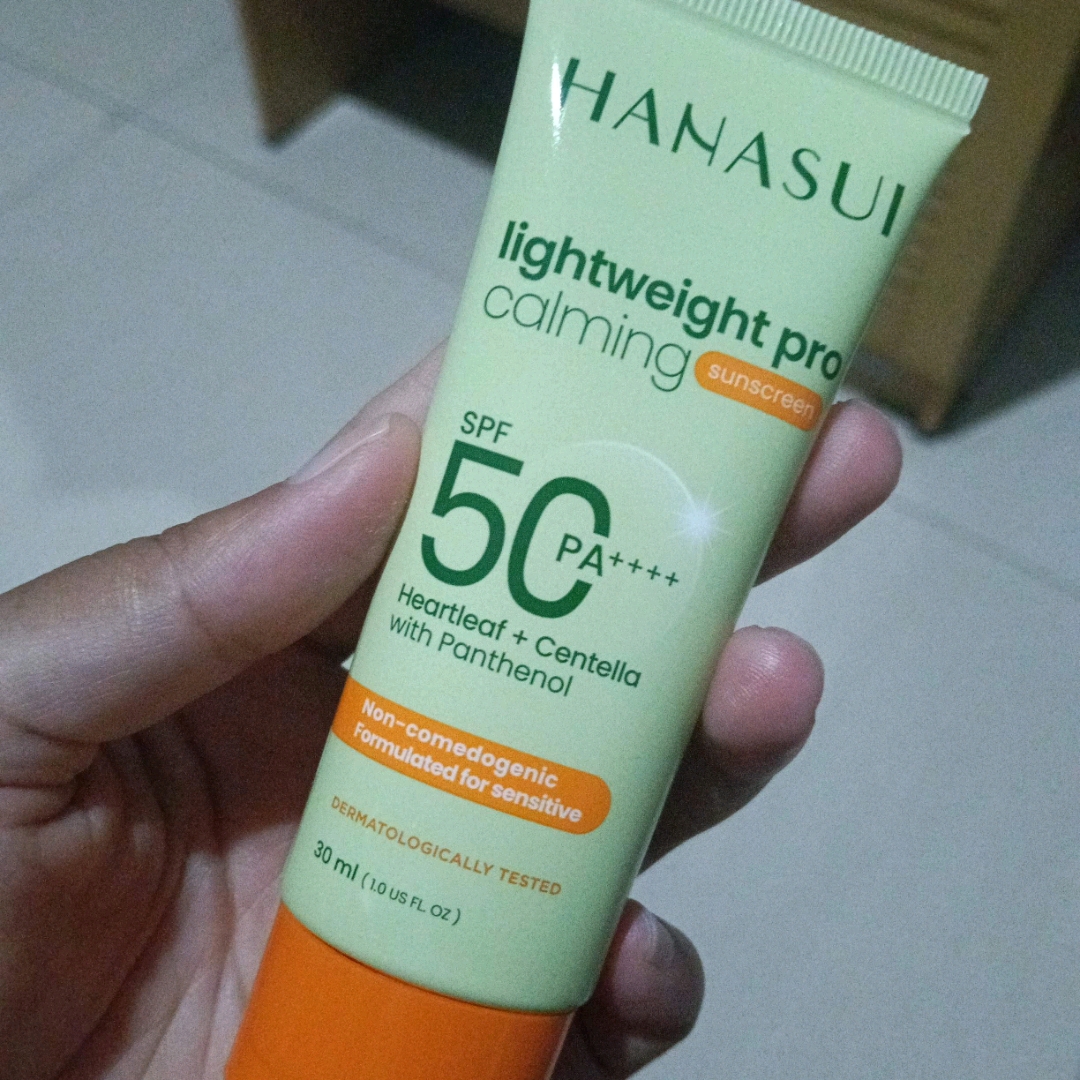 HANASUI
lightweight pro
calming sunscreen
SPF
50 PA++++
Heartleaf + Centella
with Panthenol
Non-comedogenic
Formulated for sensitive
DERMATOLOGICALLY TESTED
30 ml (1.0 US FL. OZ)